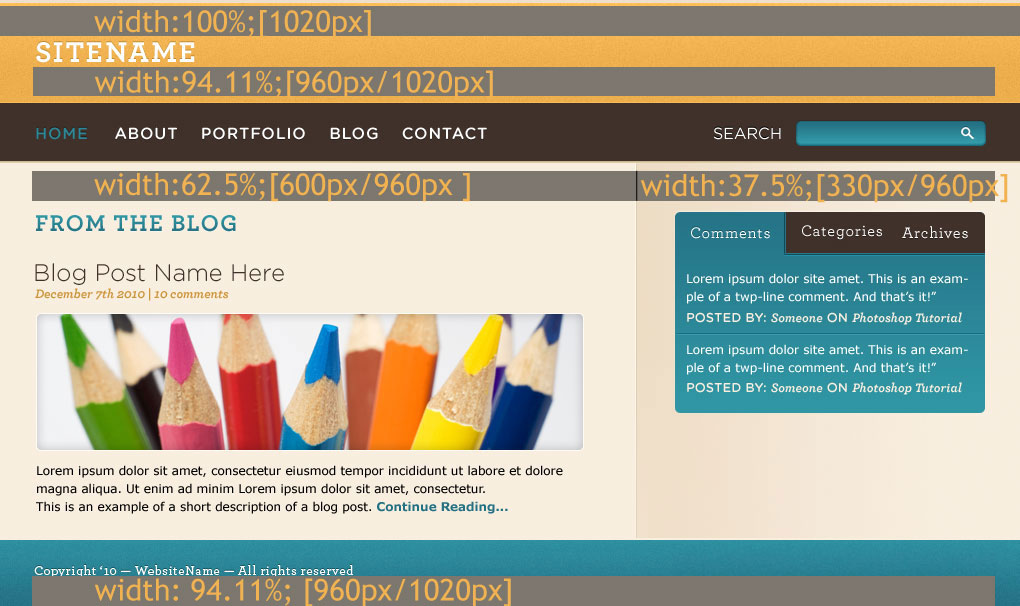 width:100%;[1020px]
SITENAME
width:94.11%;[960px/1020px]
HOME ABOUT PORTFOLIO BLOG CONTACT SEARCH
width:62.5%;[600px/960px ] width:37.5%;[330px/960px]
FROM THE BLOG
Comments Categories Archives
Blog Post Name Here
December 7th 2010 | 10 comments
Lorem ipsum dolor sit amet, consectetur eiusmod tempor incididunt ut labore et dolore
magna aliqua. Ut enim ad minim Lorem ipsum dolor sit amet, consectetur.
This is an example of a short description of a blog post. Continue Reading...
Lorem ipsum dolor site amet. This is an exam-
ple of a twp-line comment. And that's it!”
POSTED BY: Someone ON Photoshop Tutorial
Lorem ipsum dolor site amet. This is an exam-
ple of a twp-line comment. And that's it!”
POSTED BY: Someone ON Photoshop Tutorial
Copyright ‘10 — WebsiteName — All rights reserved
width: 94.11%; [960px/1020px]